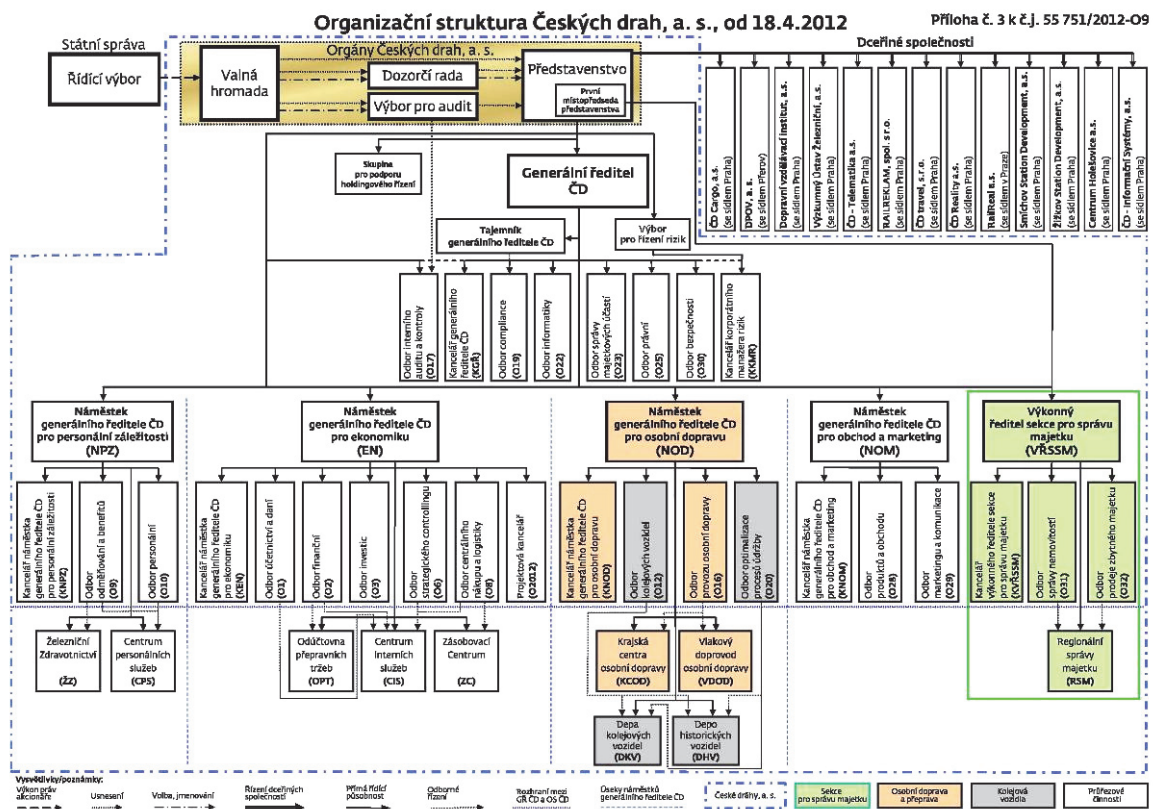 Organizační struktura Českých drah, a. s., od 18.4.2012
Příloha č. 3 k č.j. 55 751/2012-O9
Státní správa
Řídící výbor
Orgány Českých drah, a. s.
Valná
hromada
Dozorčí rada
Výbor pro audit
Představenstvo
První
místopředseda
představenstva
Dceřiné společnosti
ČD Cargo, a.s.
(se sídlem Praha)
DPOV, a. s.
(se sídlem Přerov)
Dopravní vzdělávací institut, a.s.
(se sídlem Praha)
Výzkumný Ústav Železniční, a.s.
(se sídlem Praha)
ČD - Telematika a.s.
(se sídlem Praha)
RAILREKLAM, spol. s r.o.
(se sídlem Praha)
ČD travel, s.r.o.
(se sídlem Praha)
ČD Reality a.s.
(se sídlem Praha)
RailReal a.s.
(se sídlem v Praze)
Smíchov Station Development, a.s.
(se sídlem Praha)
Žižkov Station Development, a.s.
(se sídlem Praha)
Centrum Holešovice a.s.
(se sídlem Praha)
ČD - Informační Systémy, a.s.
(se sídlem Praha)
Skupina
pro podporu
holdingového řízení
Generální ředitel
ČD
Tajemník
generálního ředitele ČD
Výbor
pro řízení rizik
Odbor interního
auditu a kontroly
(O17)
Kancelář generálního
ředitele ČD
(KGŘ)
Odbor compliance
(O19)
Odbor informatiky
(O22)
Odbor správy
majetkových účastí
(O23)
Odbor právní
(O25)
Odbor bezpečnosti
(O30)
Kancelář korporátního
manažera rizik
(KKMR)
Náměstek
generálního ředitele ČD
pro personální záležitosti
(NPZ)
Náměstek
generálního ředitele ČD
pro ekonomiku
(EN)
Náměstek
generálního ředitele ČD
pro osobní dopravu
(NOD)
Náměstek
generálního ředitele ČD
pro obchod a marketing
(NOM)
Výkonný
ředitel sekce pro správu
majetku
(VŘSSM)
Kancelář náměstka
generálního ředitele ČD
pro personální záležitosti
(KNPZ)
Odbor
odměňování a benefitů
(O9)
Odbor personální
(O10)
Kancelář náměstka
generálního ředitele ČD
pro ekonomiku
(KEN)
Odbor účetnictví a daní
(O1)
Odbor finanční
(O2)
Odbor investic
(O3)
Odbor
strategického controllingu
(O6)
Odbor centrálního
nákupu a logistiky
(O8)
Projektová kancelář
(P2012)
Kancelář náměstka
generálního ředitele ČD
pro osobní dopravu
(KNOD)
Odbor
kolejových vozidel
(O12)
Odbor
provozu osobní dopravy
(O16)
Odbor optimalizace
procesů údržby
(O20)
Kancelář náměstka
generálního ředitele ČD
pro obchod a marketing
(KNOM)
Odbor
produktů a obchodu
(O28)
Odbor
marketingu a komunikace
(O29)
Kancelář
výkonného ředitele sekce
pro správu majetku
(KVŘSSM)
Odbor
správy nemovitostí
(O31)
Odbor
prodeje zbytného majetku
(O32)
Železniční
Zdravotnictví
(ŽZ)
Centrum
personálních
služeb
(CPS)
Odúčtovna
přepravních
tržeb
(OPT)
Centrum
interních
služeb
(CIS)
Zásobovací
Centrum
(ZC)
Krajská
centra
osobní dopravy
(KCOD)
Vlakový
doprovod
osobní dopravy
(VDOD)
Regionální
správy
majetku
(RSM)
Depa
kolejových
vozidel
(DKV)
Depo
historických
vozidel
(DHV)
Vysvětlivky/poznámky:
Výkon práv
akcionáře
Usnesení
Volba, jmenování
Řízení dceřiných
společností
Přímá řídící
působnost
Odborné
řízení
Rozhraní mezi
GŘ ČD a OS ČD
Úseky náměstků
generálního ředitele ČD
České dráhy, a. s.
Sekce
pro správu majetku
Osobní doprava
a přeprava
Kolejová
vozidla
Průřezové
činnosti